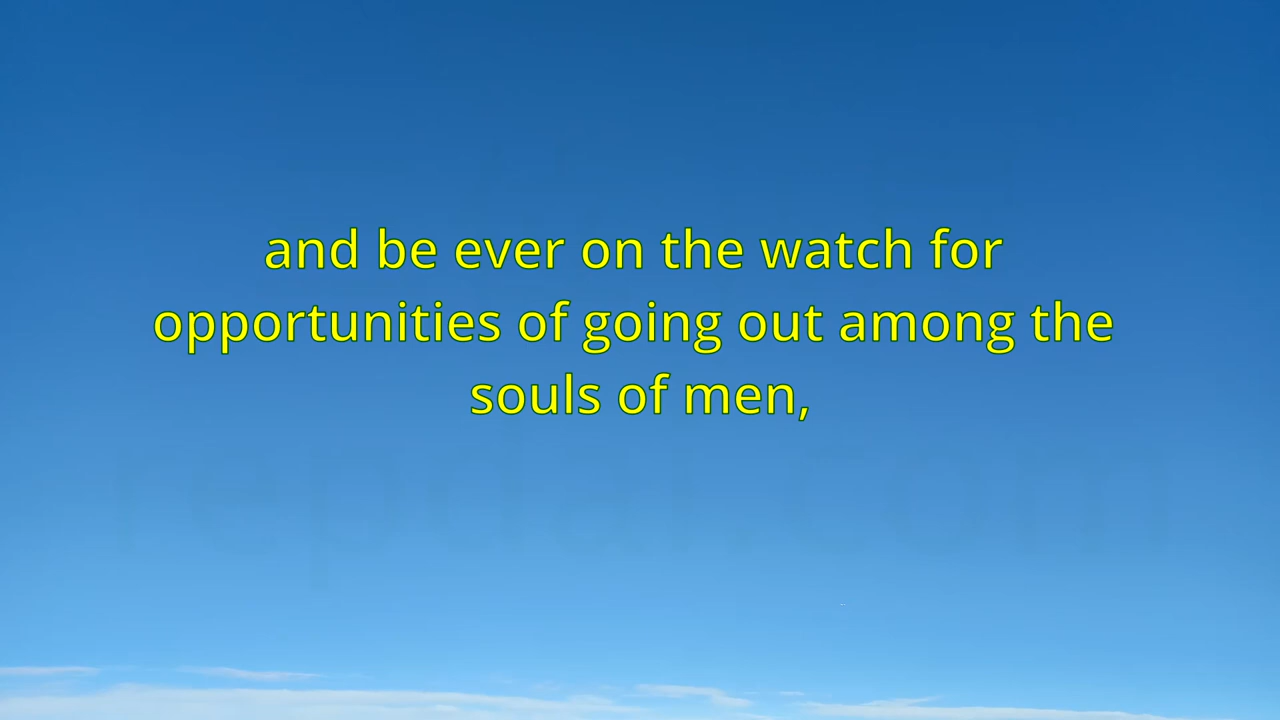 and be ever on the watch for
opportunities of going out among the
souls of men,